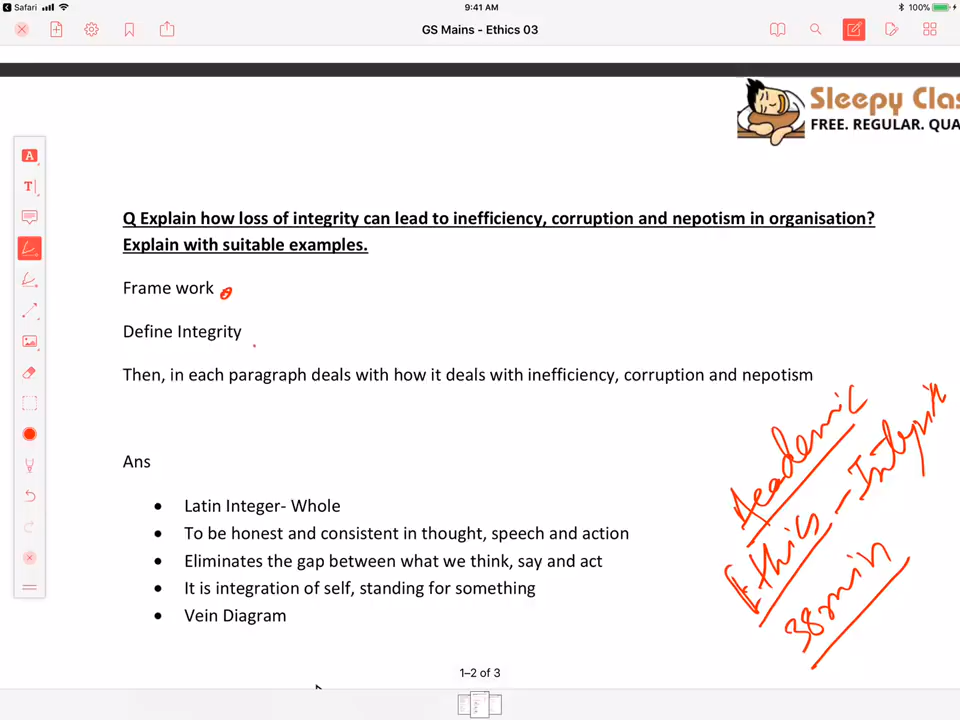 Safari
9:41 AM
100%
GS Mains - Ethics 03
Sleepy Clas
FREE. REGULAR. QUA
A
T
Q Explain how loss of integrity can lead to inefficiency, corruption and nepotism in organisation?
Explain with suitable examples.
Frame work
Define Integrity
Then, in each paragraph deals with how it deals with inefficiency, corruption and nepotism
Ans
• Latin Integer- Whole
• To be honest and consistent in thought, speech and action
• Eliminates the gap between what we think, say and act
• It is integration of self, standing for something
• Vein Diagram
Academic
Ethics -
38min
1–2 of 3